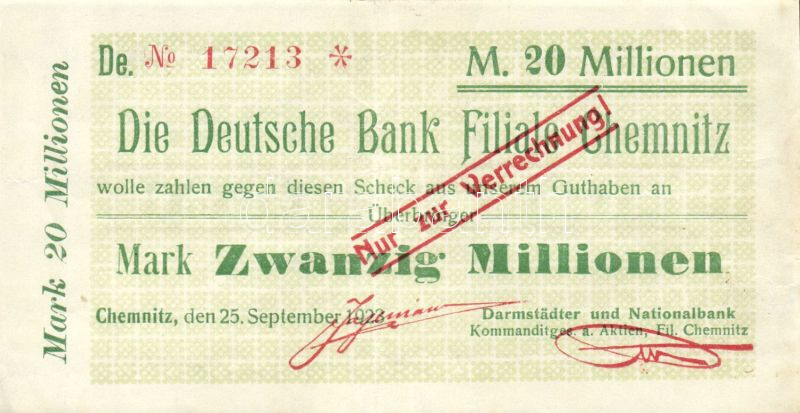 De. № 17213 *
M. 20 Millionen
Die Deutsche Bank Filiale Chemnitz
wolle zahlen gegen diesen Scheck aus unserem Guthaben an
Überbringer
Mark Zwanzig Millionen
Chemnitz, den 25. September 1923
Darmstädter und Nationalbank
Kommanditges. a. Aktien, Fil. Chemnitz
Nur zur Verrechnung!
Mark 20 Millionen